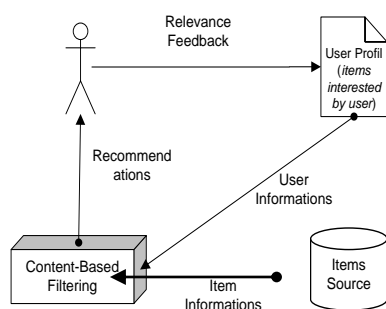 Relevance
Feedback
User Profil
(items
interested
by user)
Recommend
ations
User
Informations
Content-Based
Filtering
Item
Informations
Items
Source